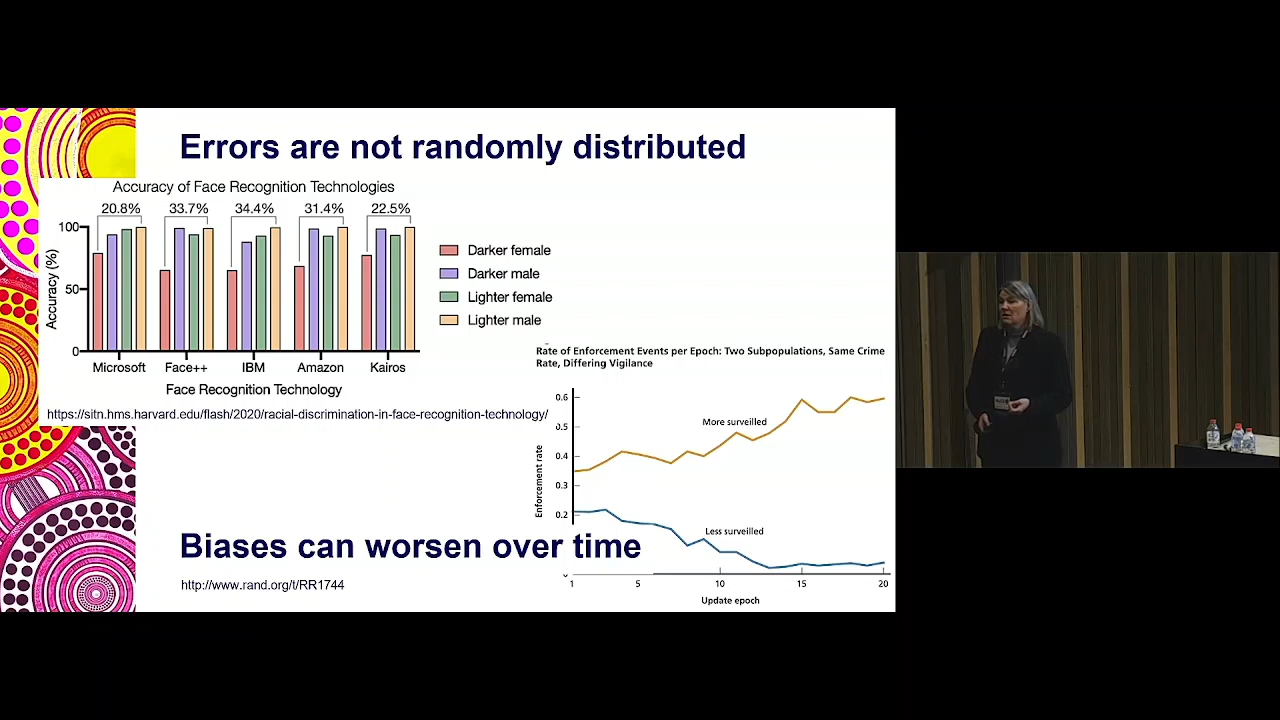 Errors are not randomly distributed
Accuracy of Face Recognition Technologies
20.8% 33.7% 34.4% 31.4% 22.5%
100
50
0
Accuracy (%)
Microsoft Face++ IBM Amazon Kairos
Face Recognition Technology
Darker female
Darker male
Lighter female
Lighter male
https://sitn.hms.harvard.edu/flash/2020/racial-discrimination-in-face-recognition-technology/
Rate of Enforcement Events per Epoch: Two Subpopulations, Same Crime
Rate, Differing Vigilance
0.6
.5
0.4
0.3
0.2
Enforcement rate
More surveilled
Less surveilled
1 5 10 15 20
Update epoch
Biases can worsen over time
http://www.rand.org/t/RR1744